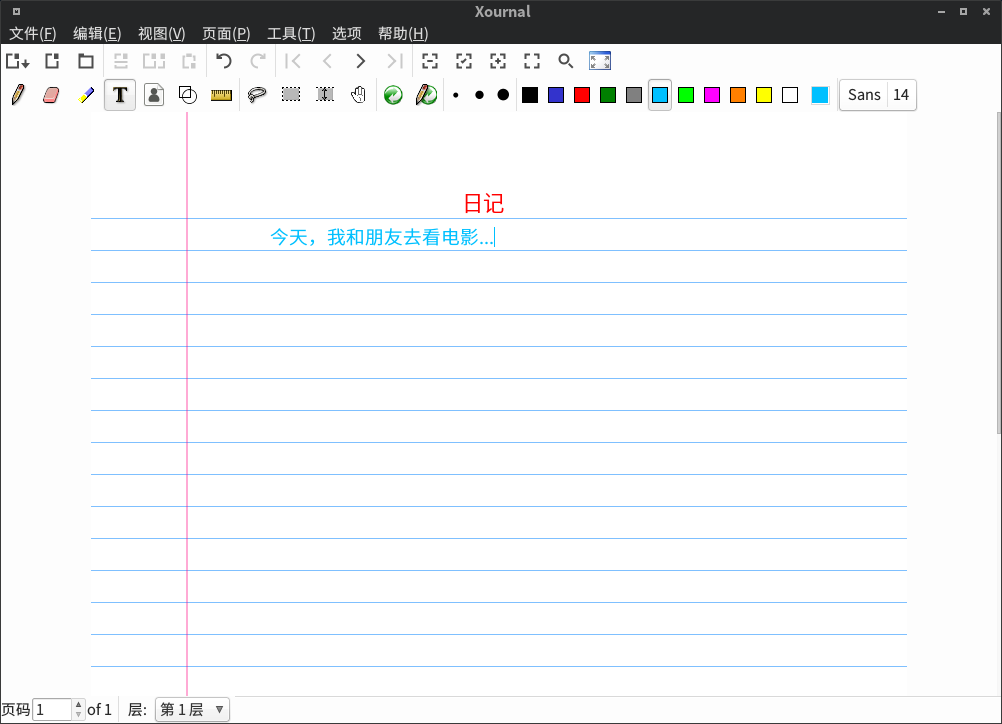 Xournal
文件(F) 编辑(E) 视图(V) 页面(P) 工具(T) 选项 帮助(H)
T Sans 14
日记
今天，我和朋友去看电影...
页码 1 of 1 层: 第 1 层